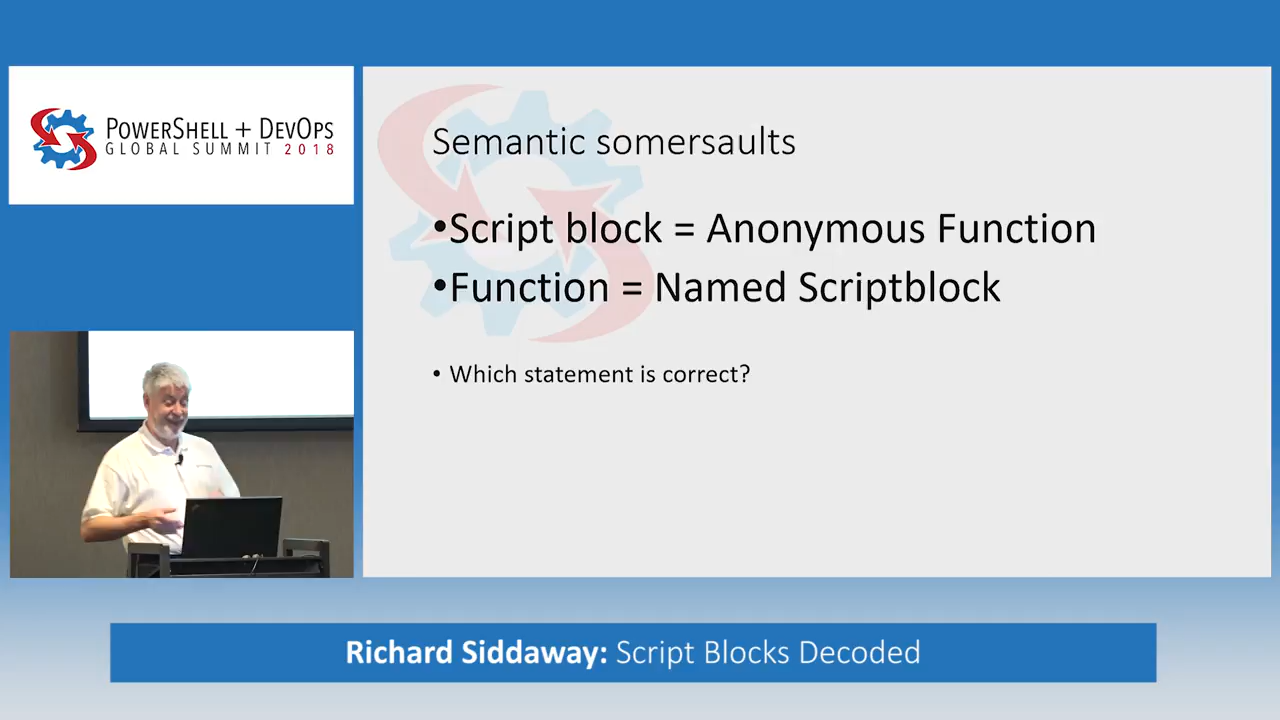 POWERSHELL + DEVOPS
GLOBAL SUMMIT 2018
Semantic somersaults
•Script block = Anonymous Function
•Function = Named Scriptblock
• Which statement is correct?
Richard Siddaway: Script Blocks Decoded